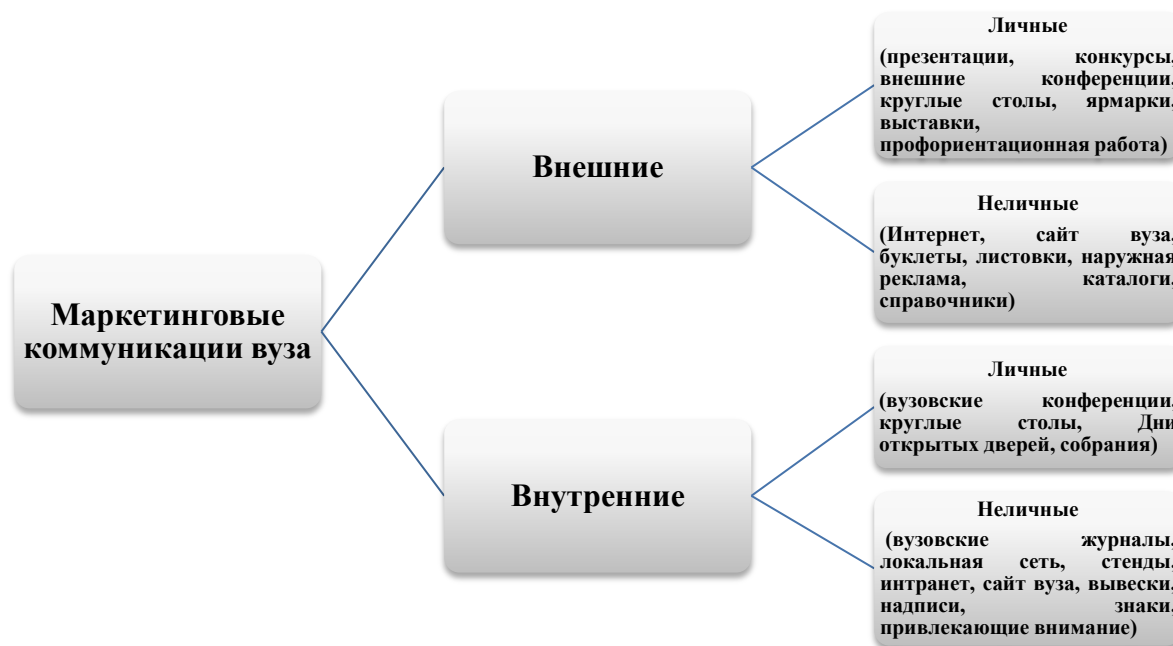 Маркетинговые
коммуникации вуза
Внешние
Личные
(презентации, конкурсы,
внешние конференции,
круглые столы, ярмарки,
выставки,
профориентационная работа)
Неличные
(Интернет, сайт вуза,
буклеты, листовки, наружная
реклама, каталоги,
справочники)
Внутренние
Личные
(вузовские конференции,
круглые столы, Дни
открытых дверей, собрания)
Неличные
(вузовские журналы,
локальная сеть, стенды,
интранет, сайт вуза, вывески,
надписи, знаки,
привлекающие внимание)